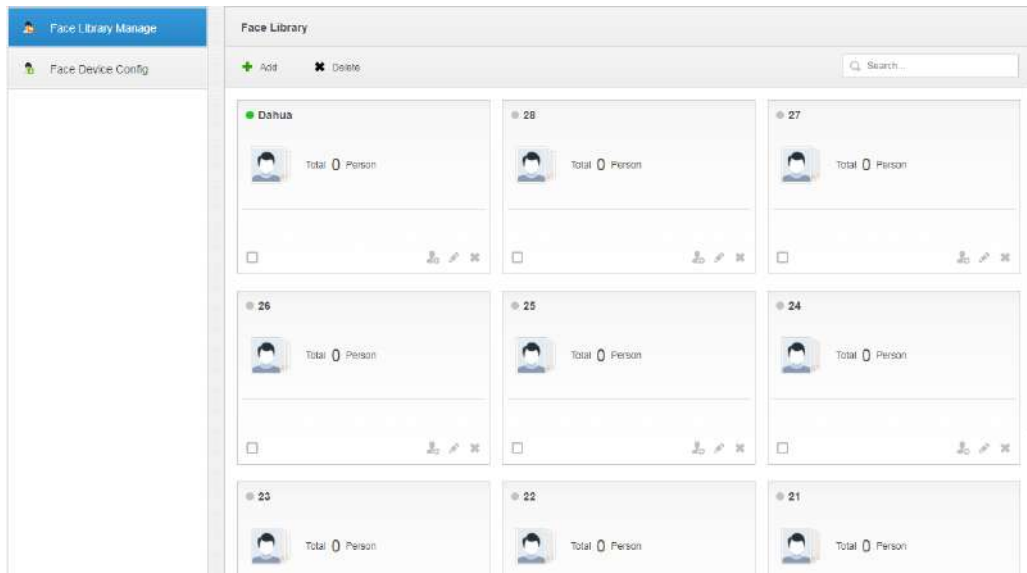 Face Library Manage
Face Device Config
Face Library
Add
Delete
Search...
Dahua
Total 0 Person
28
Total 0 Person
27
Total 0 Person
26
Total 0 Person
25
Total 0 Person
24
Total 0 Person
23
Total 0 Person
22
Total 0 Person
21
Total 0 Person